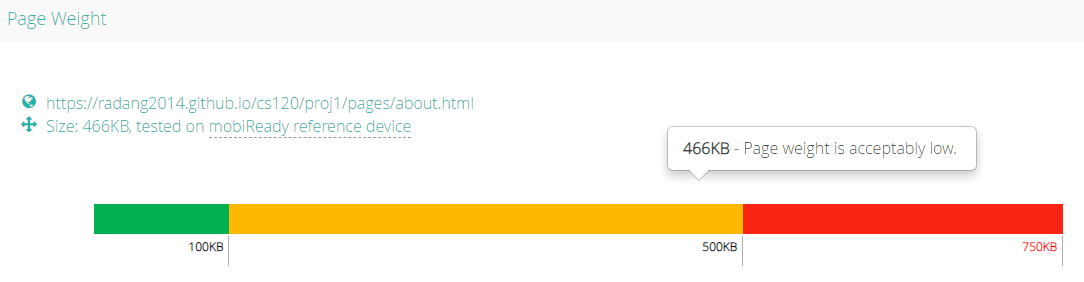 Page Weight
https://radang2014.github.io/cs120/proj1/pages/about.html
Size: 466KB, tested on mobiReady reference device
466KB - Page weight is acceptably low.
100KB
500KB
750KB